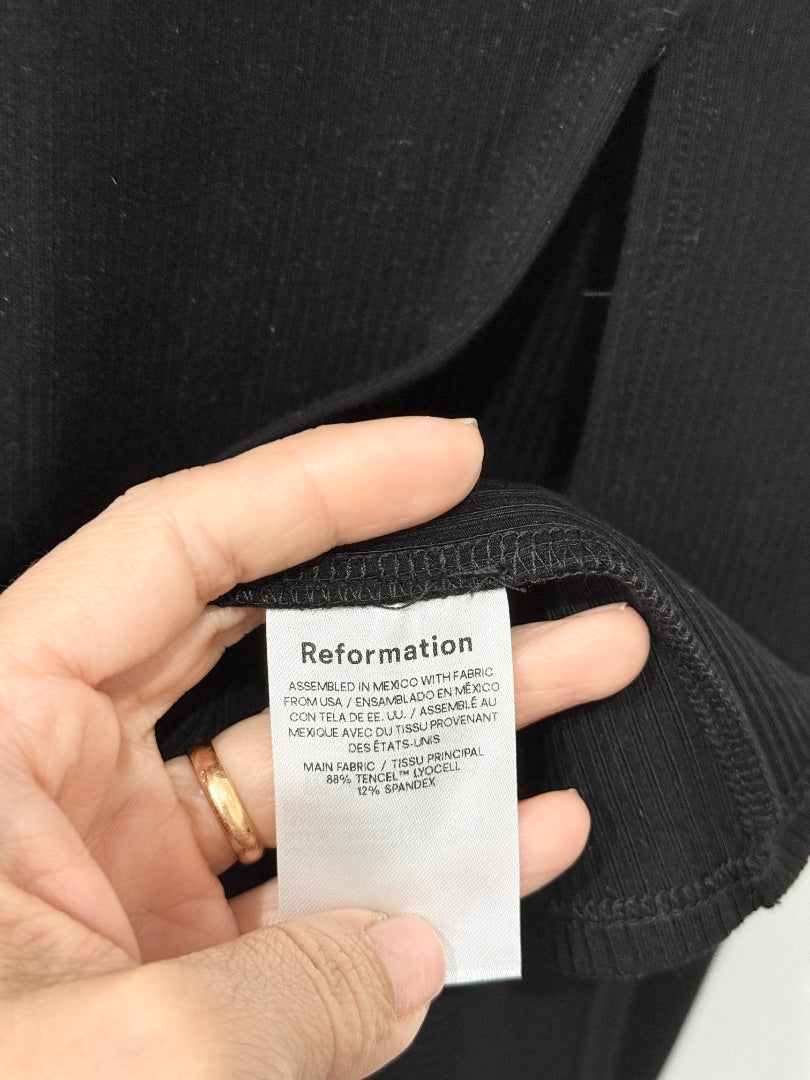 Reformation
ASSEMBLED IN MEXICO WITH FABRIC
FROM USA / ENSAMBLADO EN MÉXICO
CON TELA DE EE. UU. / ASSEMBLÉ AU
MEXIQUE AVEC DU TISSU PROVENANT
DES ÉTATS-UNIS
MAIN FABRIC / TISSU PRINCIPAL
88% TENCEL™ LYOCELL
12% SPANDEX